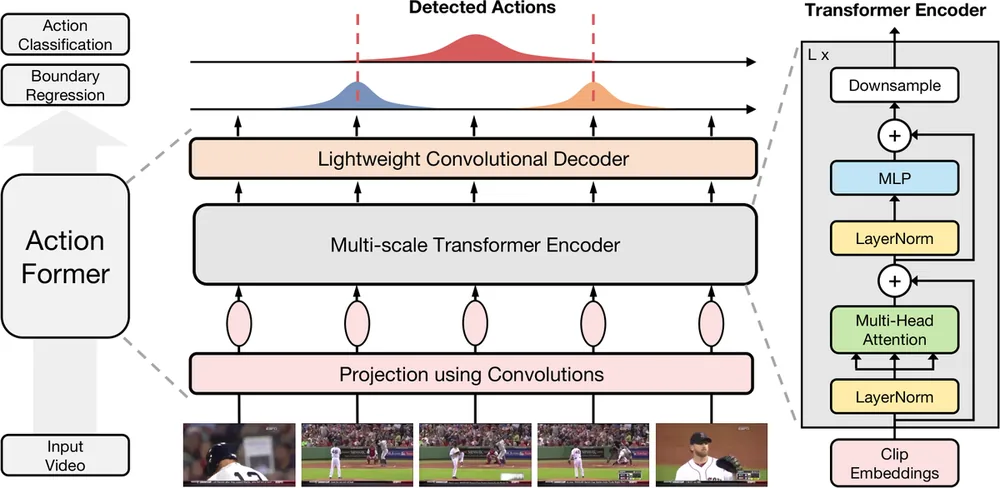 Action
Classification
Boundary
Regression
Action
Former
Input
Video
Detected Actions
Lightweight Convolutional Decoder
Multi-scale Transformer Encoder
Projection using Convolutions
Transformer Encoder
L x
Downsample
+
MLP
LayerNorm
+
Multi-Head
Attention
LayerNorm
Clip
Embeddings